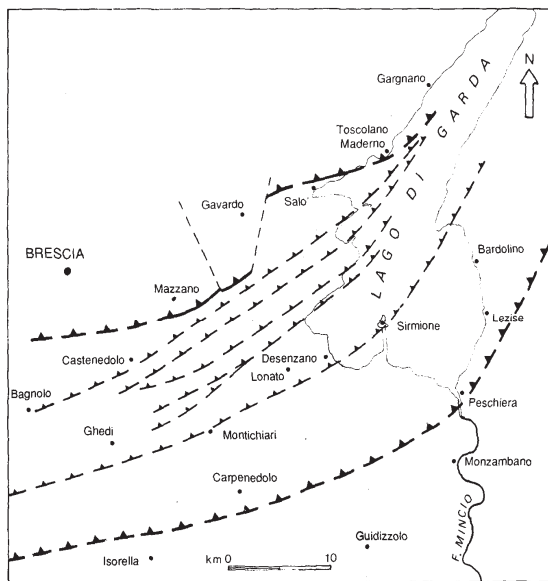 N
Gargnano
LAGO DI GARDA
Toscolano
Maderno
Salo
Gavardo
BRESCIA
Bardolino
Mazzano
Lezise
Sirmione
Castenedolo
Desenzano
Lonato
Bagnolo
Peschiera
Ghedi
Montichiari
Monzambano
Carpenedolo
F. MINCIO
Guidizzolo
Isorella
km 0 10